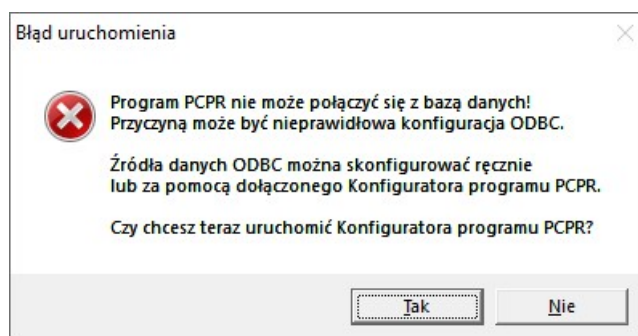 Błąd uruchomienia
Program PCPR nie może połączyć się z bazą danych!
Przyczyną może być nieprawidłowa konfiguracja ODBC.
Źródła danych ODBC można skonfigurować ręcznie
lub za pomocą dołączonego Konfiguratora programu PCPR.
Czy chcesz teraz uruchomić Konfiguratora programu PCPR?
Tak
Nie